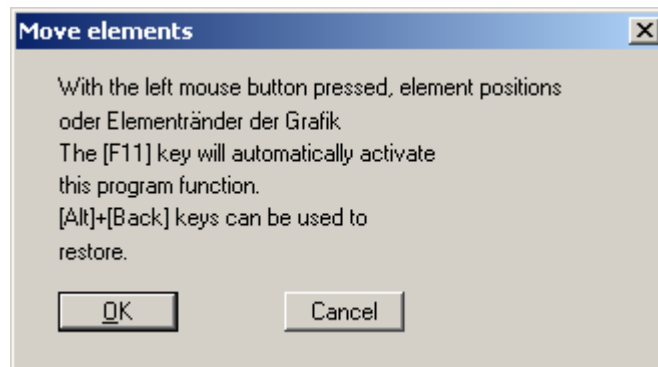 Move elements
With the left mouse button pressed, element positions
oder Elementränder der Grafik
The [F11] key will automatically activate
this program function.
[Alt]+[Back] keys can be used to
restore.
OK Cancel